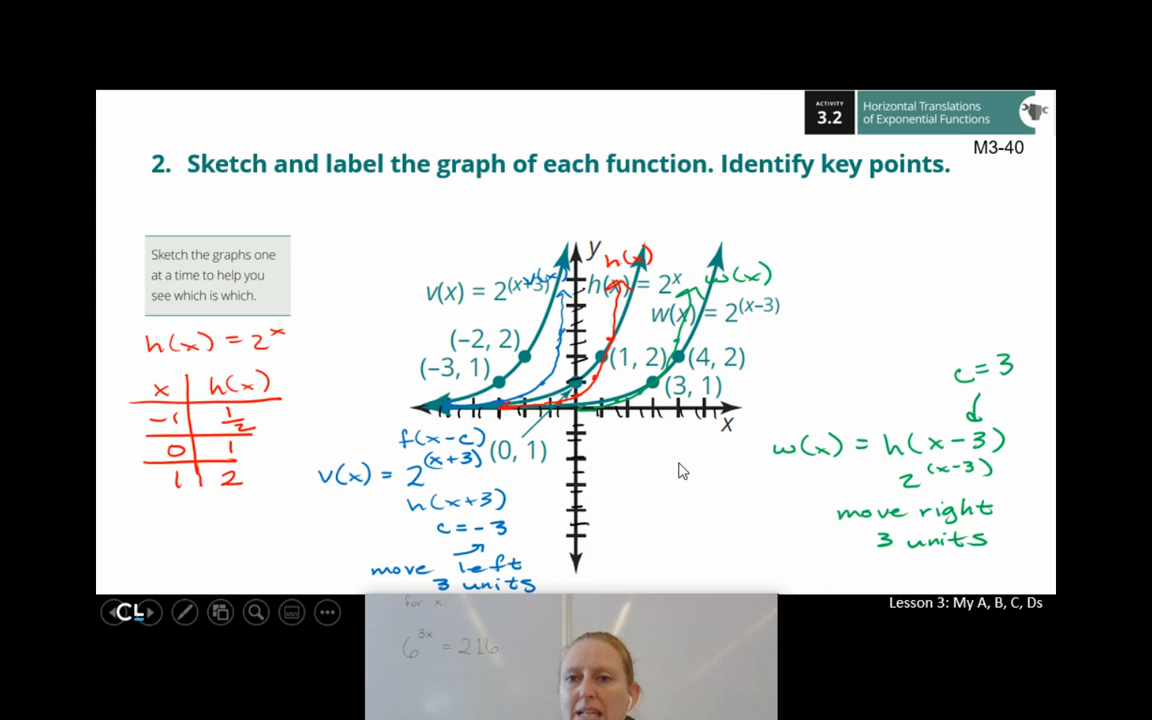 ACTIVITY
3.2
Horizontal Translations
of Exponential Functions
M3-40
2. Sketch and label the graph of each function. Identify key points.
Sketch the graphs one
at a time to help you
see which is which.
h(x) = 2^x
x | h(x)
-1 | 1/2
0 | 1
1 | 2
y
h(x)
v(x) = 2^(x+3)
v(x)
h(x) = 2^x
w(x)
w(x) = 2^(x-3)
(-2, 2)
(-3, 1)
(1, 2)
(4, 2)
(3, 1)
x
(0, 1)
f(x-c)
v(x) = 2^(x+3)
h(x+3)
c = -3
move left
3 units
c = 3
w(x) = h(x-3)
2^(x-3)
move right
3 units
CL
Lesson 3: My A, B, C, Ds
for x
6^3x = 216